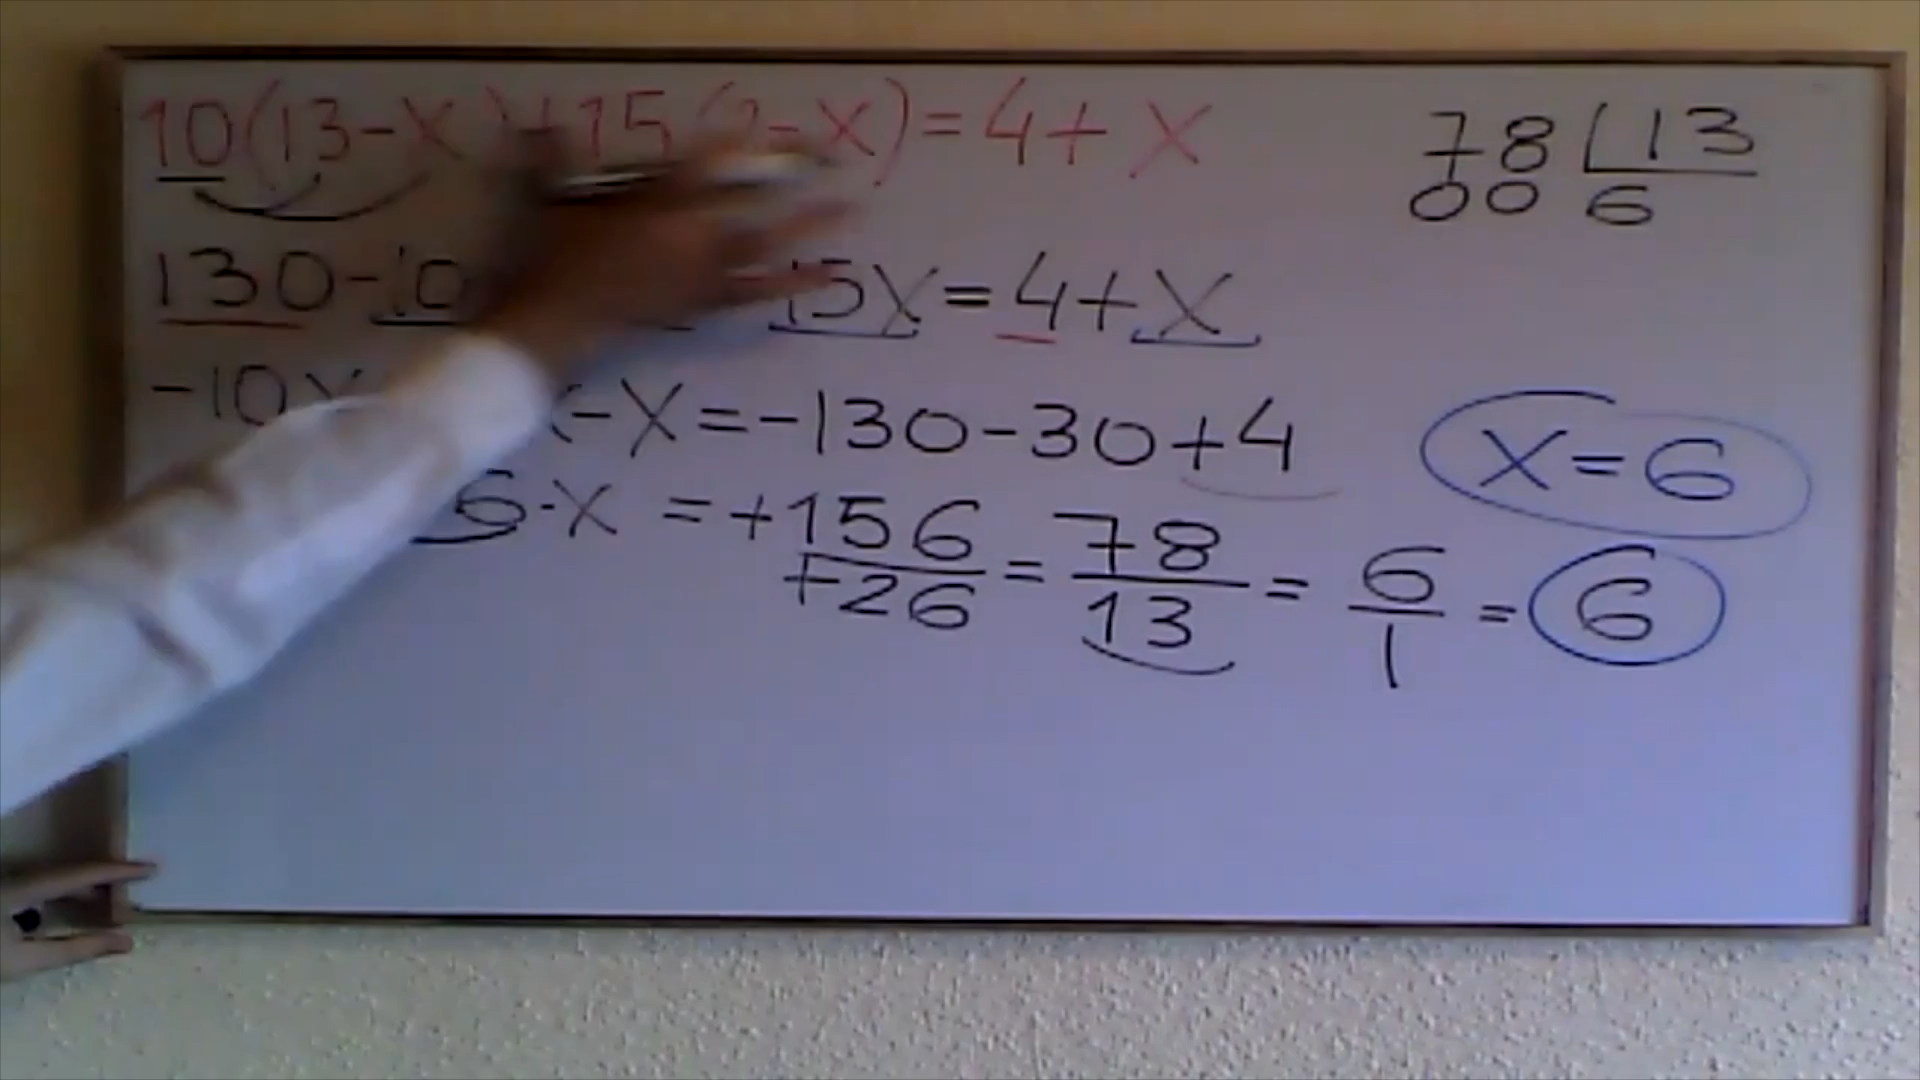 10(13-x)+15(2-x)=4+x
78 13
00 6
130-10 15x=4+x
-10x -x=-130-30+4
x=6
6·x =+156/+26=78/13=6/1=6